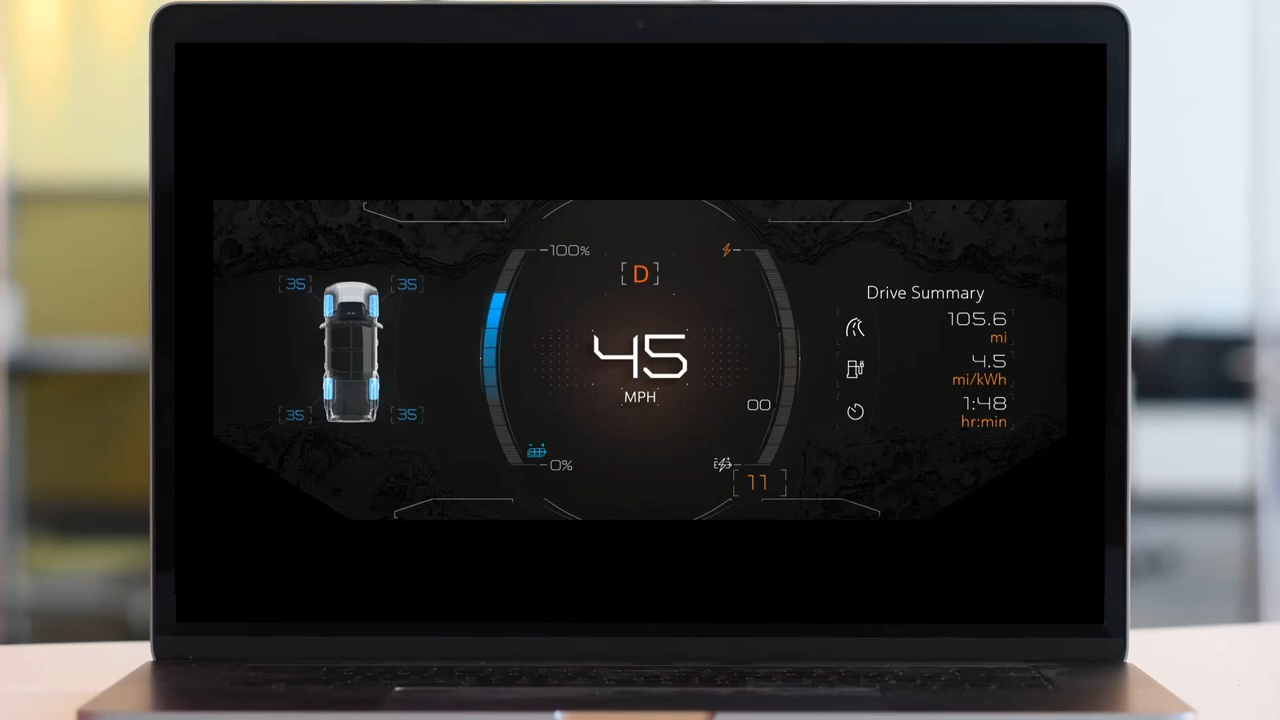 35
35
35
35
100%
D
45
MPH
00
0%
11
Drive Summary
105.6
mi
4.5
mi/kWh
1:48
hr:min